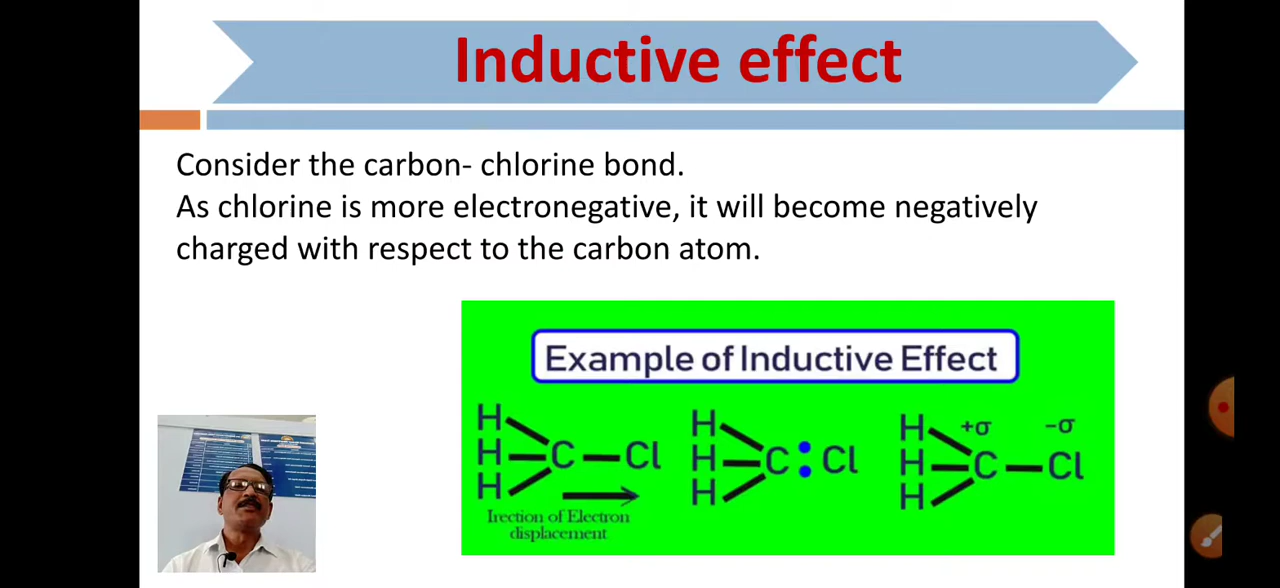 Inductive effect
Consider the carbon- chlorine bond.
As chlorine is more electronegative, it will become negatively
charged with respect to the carbon atom.
Example of Inductive Effect
H
H C Cl
H
Irection of Electron
displacement
H
H C : Cl
H
H +σ -σ
H C Cl
H